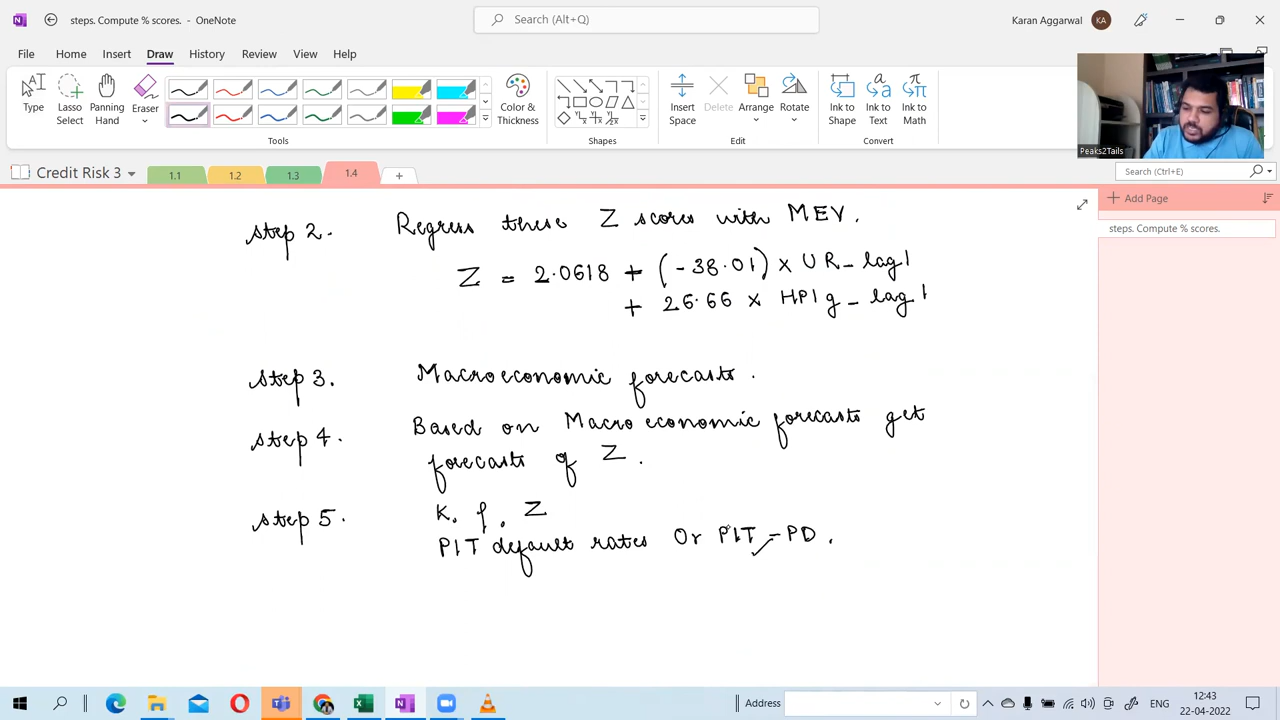 steps. Compute % scores. - OneNote
Search (Alt+Q)
Karan Aggarwal
KA
File Home Insert Draw History Review View Help
Type
Lasso Select
Panning Hand
Eraser
Color & Thickness
Insert Space
Delete
Arrange
Rotate
Ink to Shape
Ink to Text
Ink to Math
Tools
Shapes
Edit
Convert
Peaks2Tails
Credit Risk 3
1.1
1.2
1.3
1.4
Search (Ctrl+E)
Add Page
steps. Compute % scores.
step 2. Regress these Z scores with MEV.
Z = 2.0618 + (-38.01) x UR_lag1
+ 26.66 x HPIg_lag1
step 3. Macroeconomic forecasts.
step 4. Based on Macroeconomic forecasts get
forecasts of Z.
step 5. K. f. Z
PIT default rates Or PIT-PD.
Address
ENG
12:43
22-04-2022